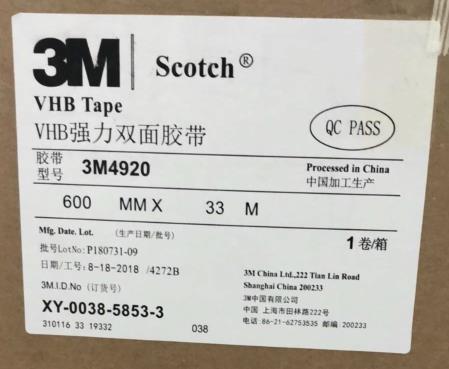 3M Scotch®
VHB Tape
VHB强力双面胶带
QC PASS
胶带型号 3M4920
Processed in China
中国加工生产
600 MM X 33 M
Mfg. Date. Lot. (生产日期/批号)
1卷/箱
批号LotNo: P180731-09
日期/工号: 8-18-2018 /4272B
3M.I.D.No (订货号)
XY-0038-5853-3
310116 33 19332 038
3M China Ltd.,222 Tian Lin Road
Shanghai China 200233
3M中国有限公司
中国 上海市田林路222号
电话: 86-21-62753535 邮编 200233